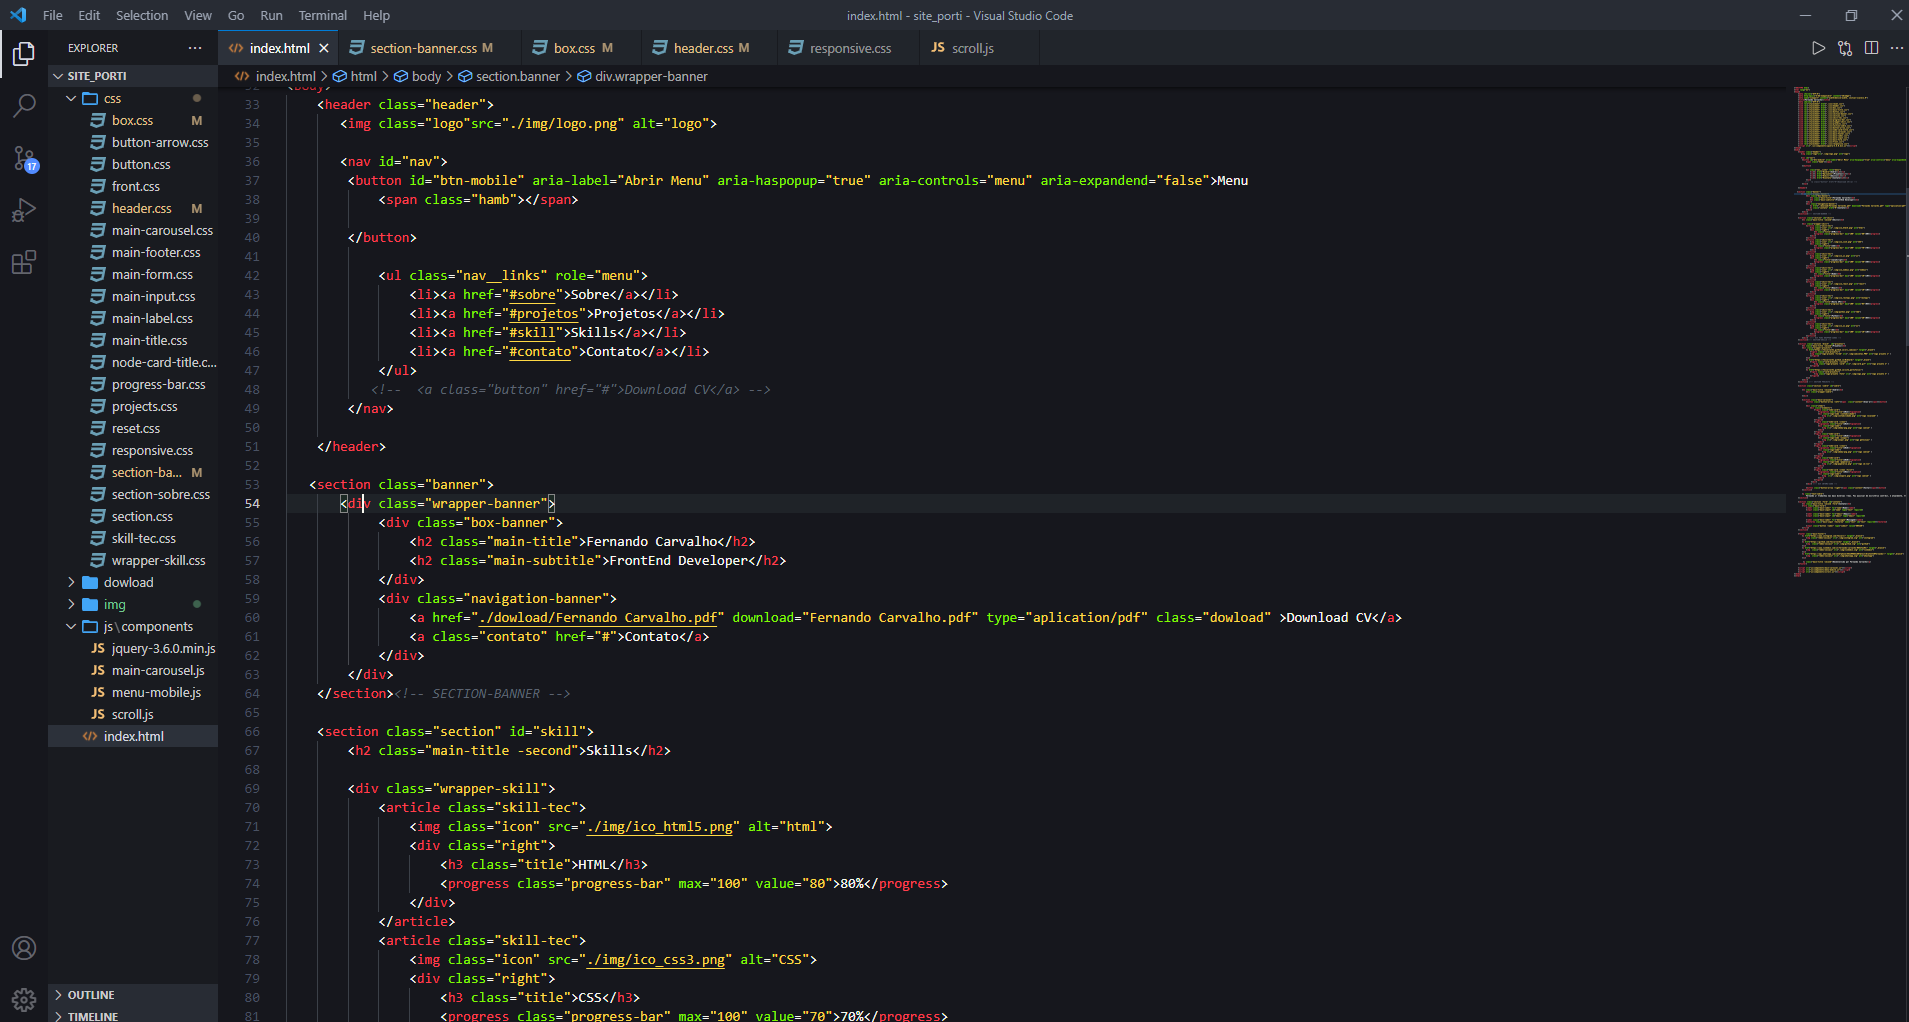 File Edit Selection View Go Run Terminal Help
index.html - site_porti - Visual Studio Code
EXPLORER ···
index.html
section-banner.css M
box.css M
header.css M
responsive.css
JS scroll.js
SITE_PORTI
index.html > html > body > section.banner > div.wrapper-banner
css
box.css M
button-arrow.css
button.css
front.css
header.css M
main-carousel.css
main-footer.css
main-form.css
main-input.css
main-label.css
main-title.css
node-card-title.c...
progress-bar.css
projects.css
reset.css
responsive.css
section-ba... M
section-sobre.css
section.css
skill-tec.css
wrapper-skill.css
dowload
img
js\components
JS jquery-3.6.0.min.js
JS main-carousel.js
JS menu-mobile.js
JS scroll.js
index.html
OUTLINE
TIMELINE
17
32 <body>
33 <header class="header">
34 <img class="logo"src="./img/logo.png" alt="logo">
35
36 <nav id="nav">
37 <button id="btn-mobile" aria-label="Abrir Menu" aria-haspopup="true" aria-controls="menu" aria-expandend="false">Menu
38 <span class="hamb"></span>
39
40 </button>
41
42 <ul class="nav__links" role="menu">
43 <li><a href="#sobre">Sobre</a></li>
44 <li><a href="#projetos">Projetos</a></li>
45 <li><a href="#skill">Skills</a></li>
46 <li><a href="#contato">Contato</a></li>
47 </ul>
48 <!--  <a class="button" href="#">Download CV</a> -->
49 </nav>
50
51 </header>
52
53 <section class="banner">
54 <div class="wrapper-banner">
55 <div class="box-banner">
56 <h2 class="main-title">Fernando Carvalho</h2>
57 <h2 class="main-subtitle">FrontEnd Developer</h2>
58 </div>
59 <div class="navigation-banner">
60 <a href="./dowload/Fernando Carvalho.pdf" download="Fernando Carvalho.pdf" type="aplication/pdf" class="dowload" >Download CV</a>
61 <a class="contato" href="#">Contato</a>
62 </div>
63 </div>
64 </section><!-- SECTION-BANNER -->
65
66 <section class="section" id="skill">
67 <h2 class="main-title -second">Skills</h2>
68
69 <div class="wrapper-skill">
70 <article class="skill-tec">
71 <img class="icon" src="./img/ico_html5.png" alt="html">
72 <div class="right">
73 <h3 class="title">HTML</h3>
74 <progress class="progress-bar" max="100" value="80">80%</progress>
75 </div>
76 </article>
77 <article class="skill-tec">
78 <img class="icon" src="./img/ico_css3.png" alt="CSS">
79 <div class="right">
80 <h3 class="title">CSS</h3>
81 <progress class="progress-bar" max="100" value="70">70%</progress>